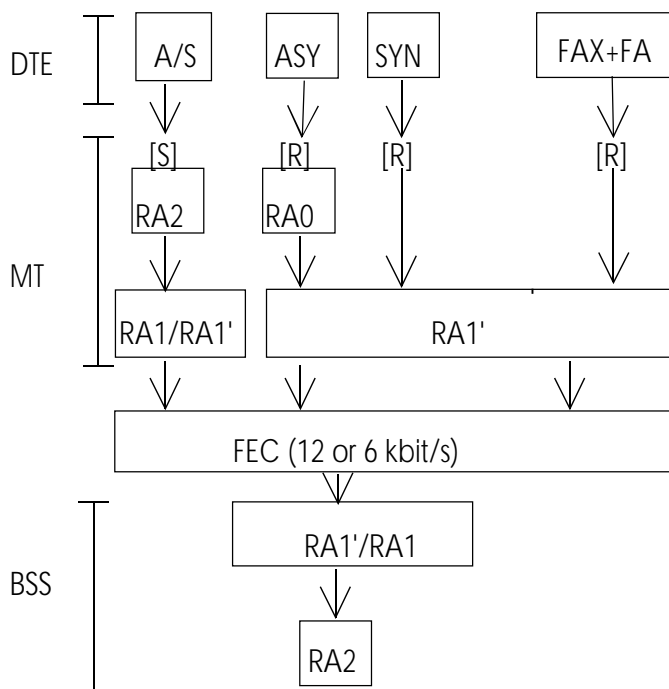 DTE
A/S ASY SYN FAX+FA
[S] [R] [R] [R]
RA2 RA0
MT
RA1/RA1' RA1'
FEC (12 or 6 kbit/s)
RA1'/RA1
BSS
RA2